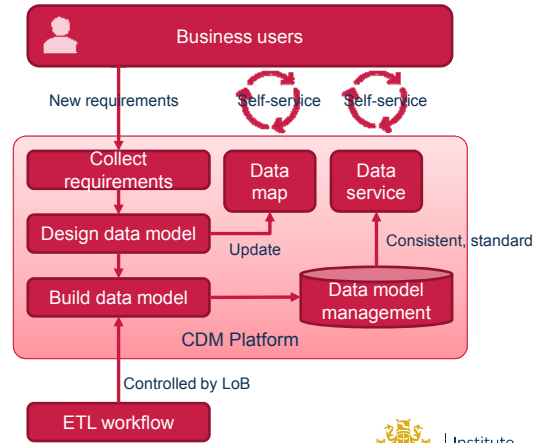 Business users
New requirements
Self-service
Self-service
Collect
requirements
Data
map
Data
service
Design data model
Update
Consistent, standard
Build data model
Data model
management
CDM Platform
Controlled by LoB
ETL workflow
Institute